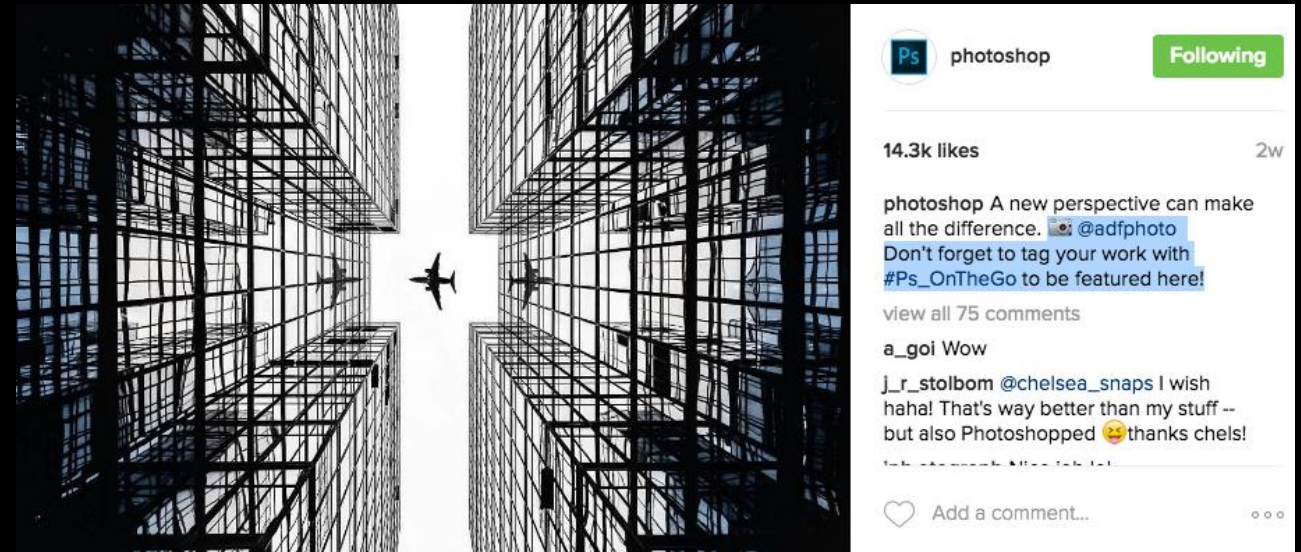 Ps photoshop Following
14.3k likes 2w
photoshop A new perspective can make
all the difference. 📷 @adfphoto
Don't forget to tag your work with
#Ps_OnTheGo to be featured here!
view all 75 comments
a_goi Wow
j_r_stolbom @chelsea_snaps I wish
haha! That's way better than my stuff --
but also Photoshopped 😝thanks chels!
Add a comment...